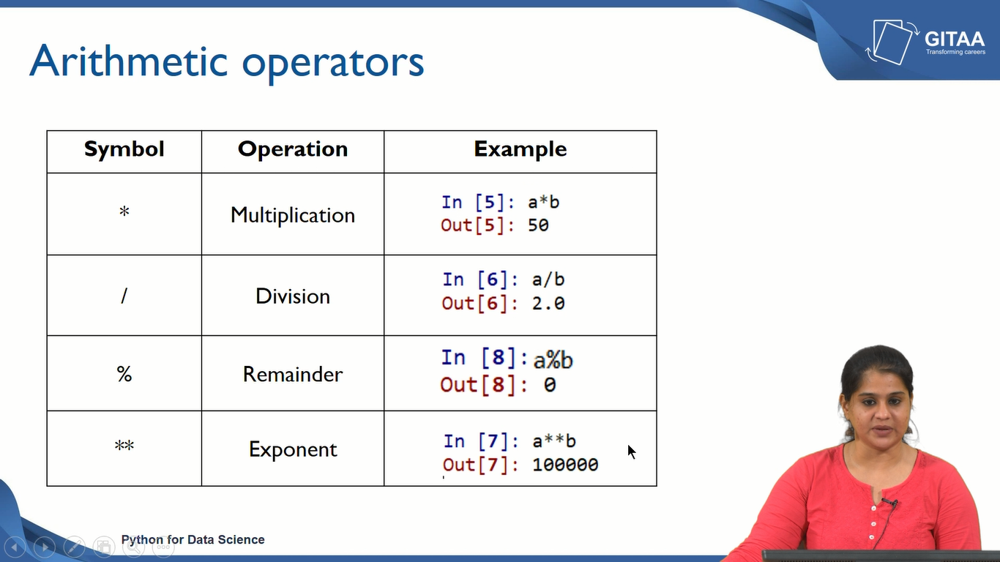 GITAA
Transforming careers
Arithmetic operators
Symbol Operation Example
* Multiplication In [5]: a*b
Out[5]: 50
/ Division In [6]: a/b
Out[6]: 2.0
% Remainder In [8]: a%b
Out[8]: 0
** Exponent In [7]: a**b
Out[7]: 100000
Python for Data Science